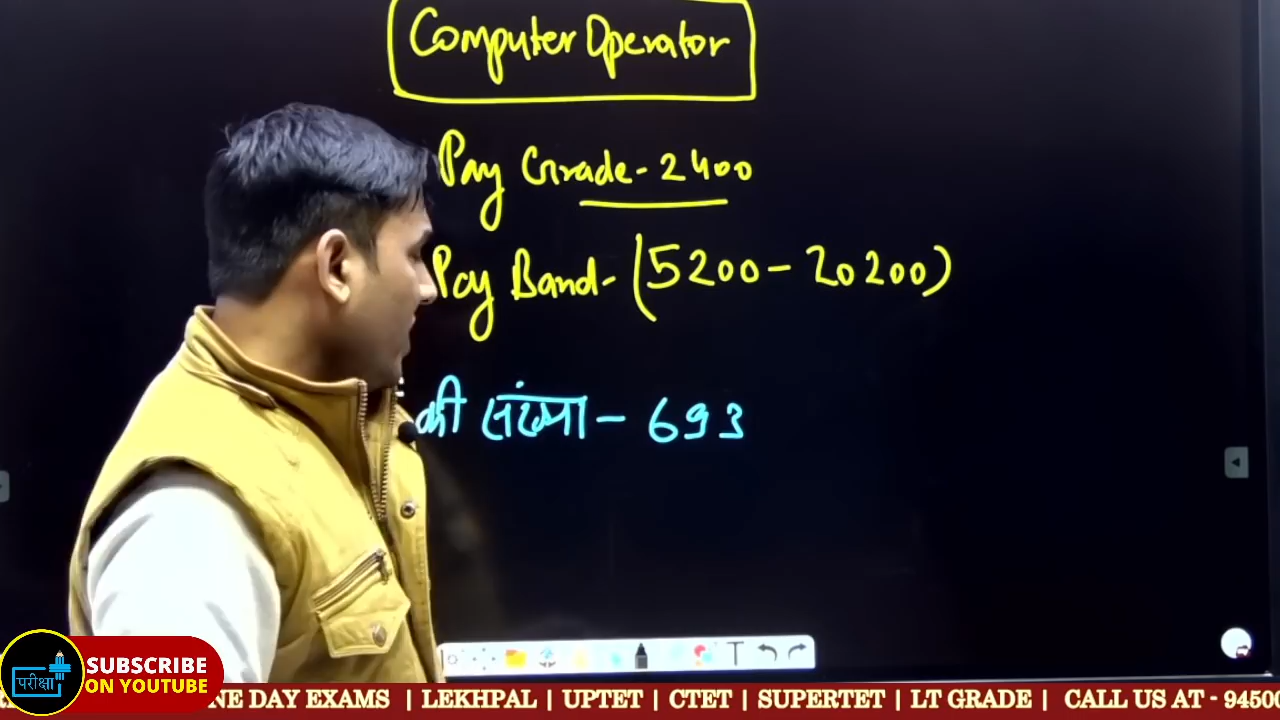 Computer Operator
Pay Grade - 2400
Pay Band - (5200 - 20200)
की संख्या - 693
T
परीक्षा
SUBSCRIBE
ON YOUTUBE
NE DAY EXAMS | LEKHPAL | UPTET | CTET | SUPERTET | LT GRADE | CALL US AT - 9450